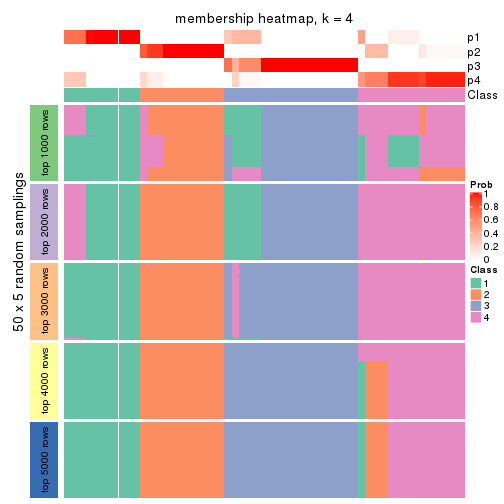 membership heatmap, k = 4
p1
p2
p3
p4
Class
50 x 5 random samplings
top 1000 rows
top 2000 rows
top 3000 rows
top 4000 rows
top 5000 rows
Prob
1
0.8
0.6
0.4
0.2
0
Class
1
2
3
4